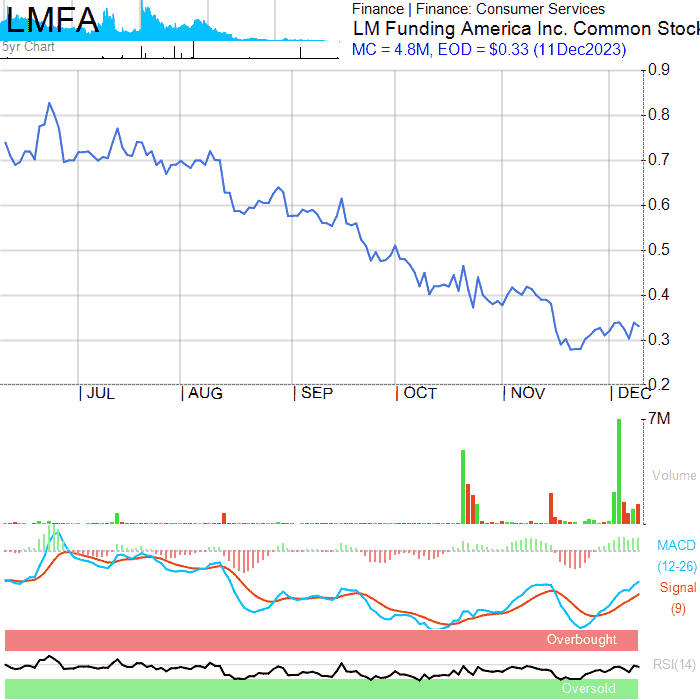 LMFA
5yr Chart
Finance | Finance: Consumer Services
LM Funding America Inc. Common Stock
MC = 4.8M, EOD = $0.33 (11Dec2023)
0.9
0.8
0.7
0.6
0.5
0.4
0.3
0.2
JUL AUG SEP OCT NOV DEC
7M
Volume
MACD
(12-26)
Signal
(9)
Overbought
RSI(14)
Oversold